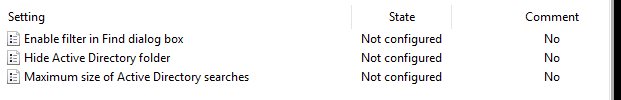 Setting State Comment
Enable filter in Find dialog box Not configured No
Hide Active Directory folder Not configured No
Maximum size of Active Directory searches Not configured No